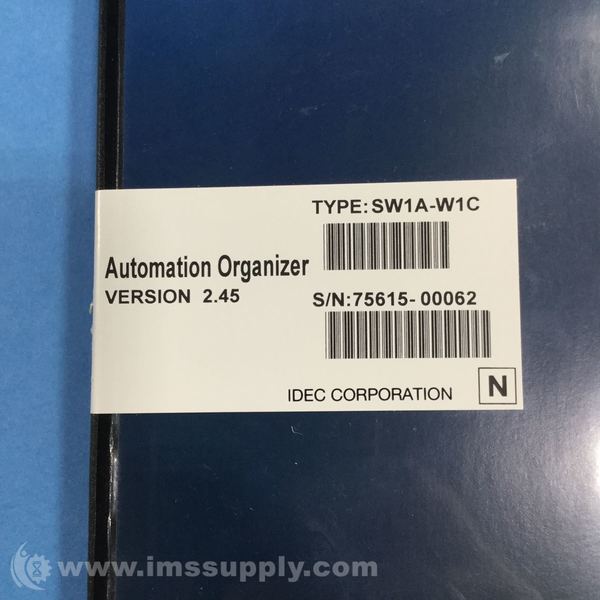 TYPE: SW1A-W1C
Automation Organizer
VERSION 2.45
S/N:75615-00062
IDEC CORPORATION
N
www.imssupply.com